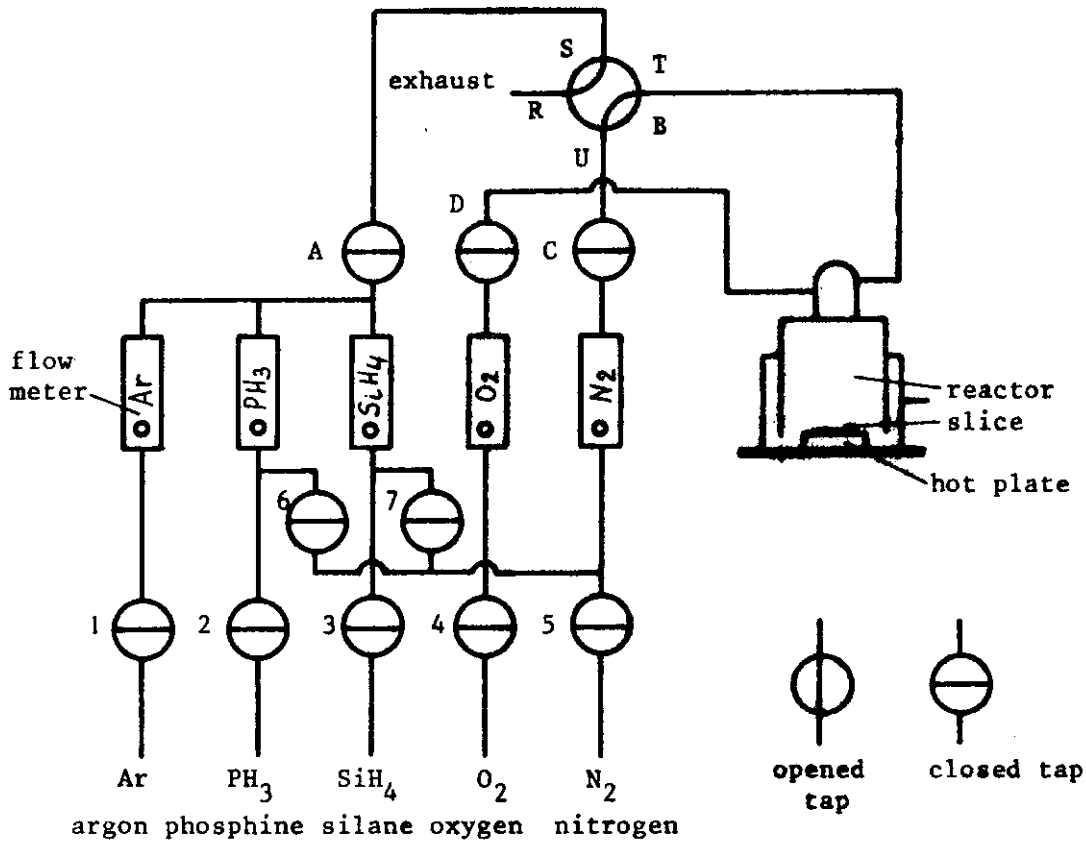 S
T
exhaust
R
B
U
D
A
C
flow
meter
Ar
PH3
SiH4
O2
N2
reactor
slice
hot plate
6
7
1
2
3
4
5
Ar
PH3
SiH4
O2
N2
opened
tap
closed tap
argon phosphine silane oxygen nitrogen